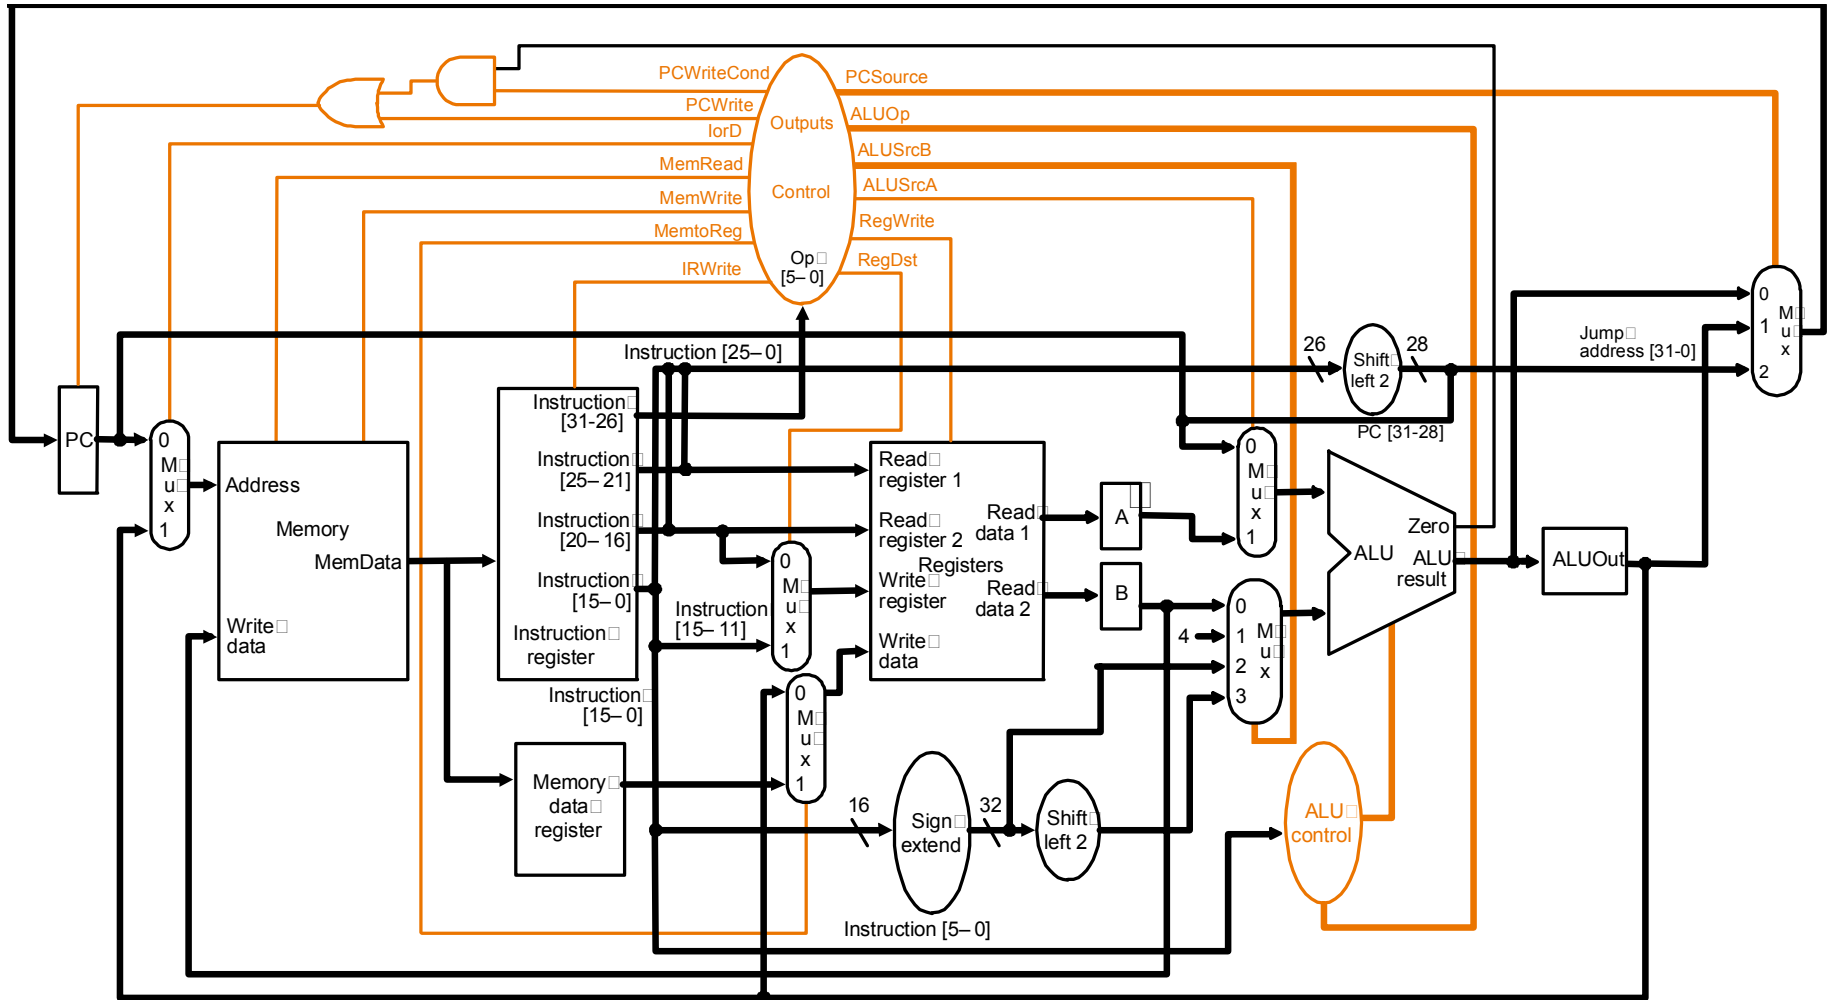 PCWriteCond
PCSource
PCWrite
ALUOp
Outputs
IorD
ALUSrcB
MemRead
ALUSrcA
Control
MemWrite
RegWrite
MemtoReg
Op
[5–0]
RegDst
IRWrite
0
M
u
x
1
2
Jump
address [31-0]
26
Shift
left 2
28
Instruction [25–0]
PC [31-28]
PC
0
M
u
x
1
Address
Memory
MemData
Write
data
Instruction
[31-26]
Instruction
[25–21]
Instruction
[20–16]
Instruction
[15–0]
Instruction
register
Instruction
[15–0]
Instruction
[15–11]
0
M
u
x
1
0
M
u
x
1
Memory
data
register
Read
register 1
Read
register 2
Registers
Write
register
Write
data
Read
data 1
Read
data 2
A
B
4
0
M
u
x
1
0
1
2
3
M
u
x
Zero
ALU
ALU
result
ALUOut
16
Sign
extend
32
Shift
left 2
ALU
control
Instruction [5–0]